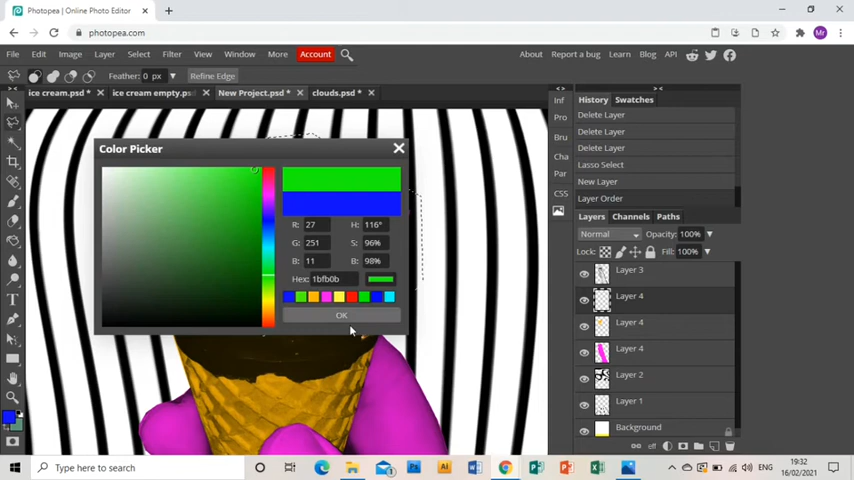 Photopea | Online Photo Editor
photopea.com
Mr
File Edit Image Layer Select Filter View Window More Account
About Report a bug Learn Blog API
Feather: 0 px Refine Edge
ice cream.psd * ice cream empty.psd * New Project.psd * clouds.psd *
Inf
Pro
Bru
Cha
Par
CSS
History Swatches
Delete Layer
Delete Layer
Delete Layer
Lasso Select
New Layer
Layer Order
Layers Channels Paths
Normal Opacity: 100%
Lock: Fill: 100%
Layer 3
Layer 4
Layer 4
Layer 4
Layer 2
Layer 1
Background
Color Picker
R: 27 H: 116°
G: 251 S: 96%
B: 11 B: 98%
Hex: 1bfb0b
OK
Type here to search
ENG
19:32
16/02/2021